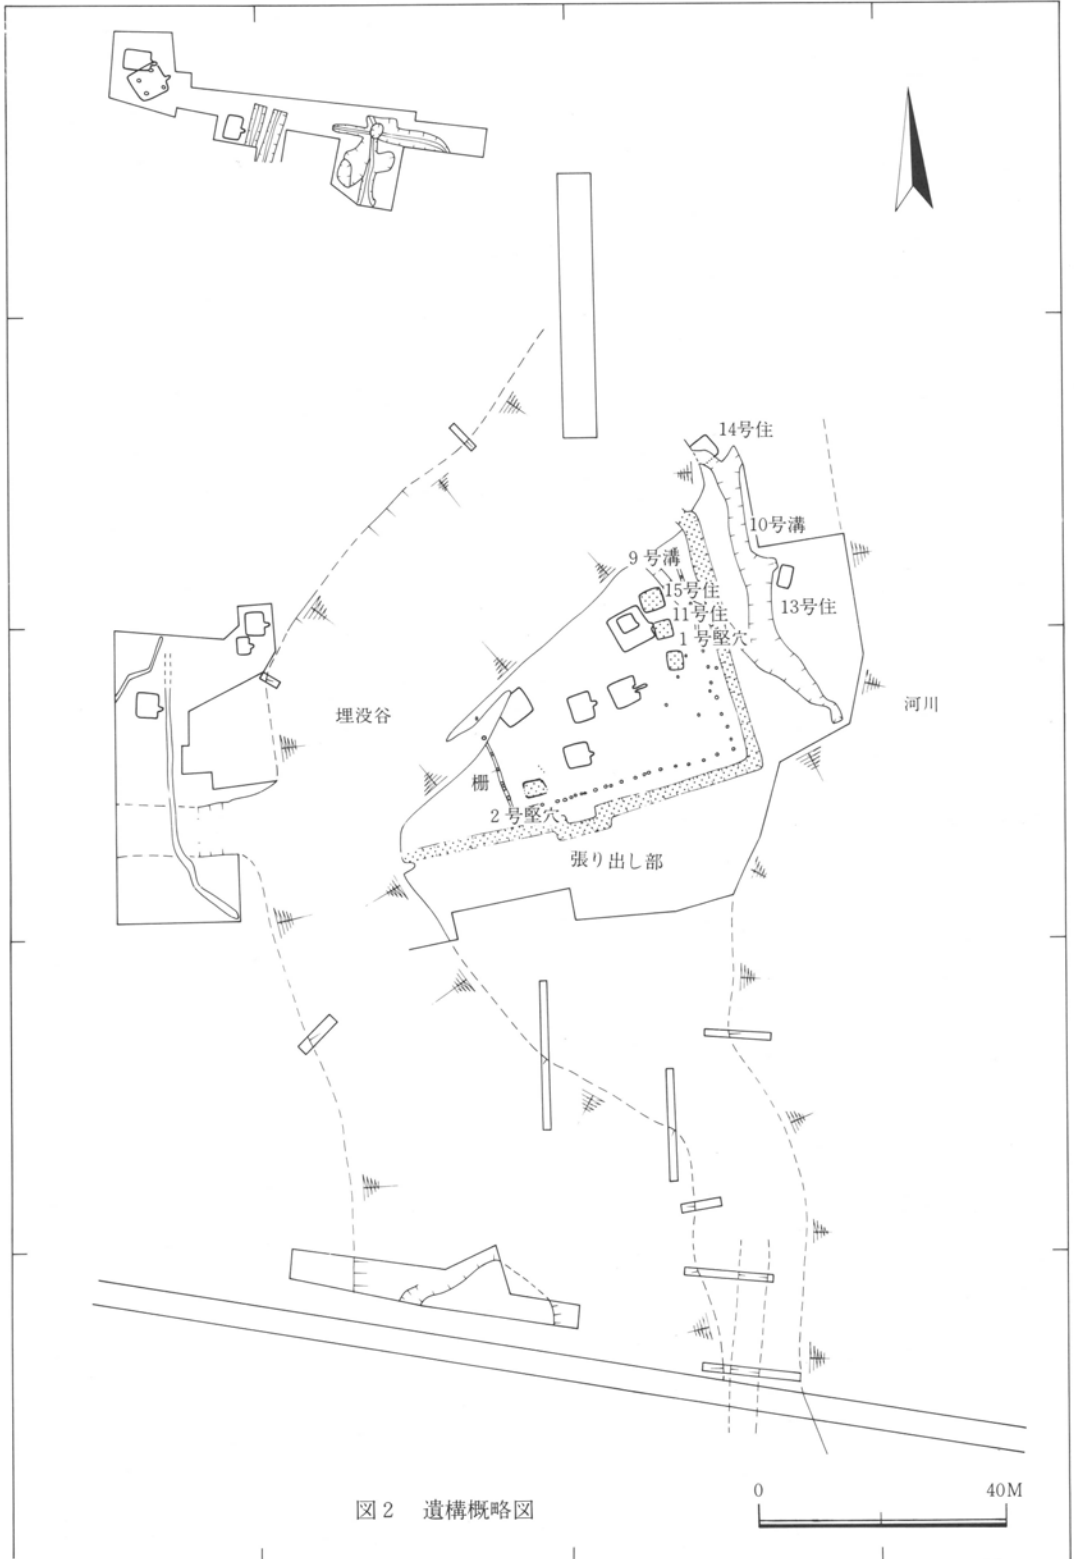 14号住
10号溝
9号溝
15号住
11号住
13号住
1号竪穴
河川
埋没谷
柵
2号竪穴
張り出し部
0 40M
図2 遺構概略図